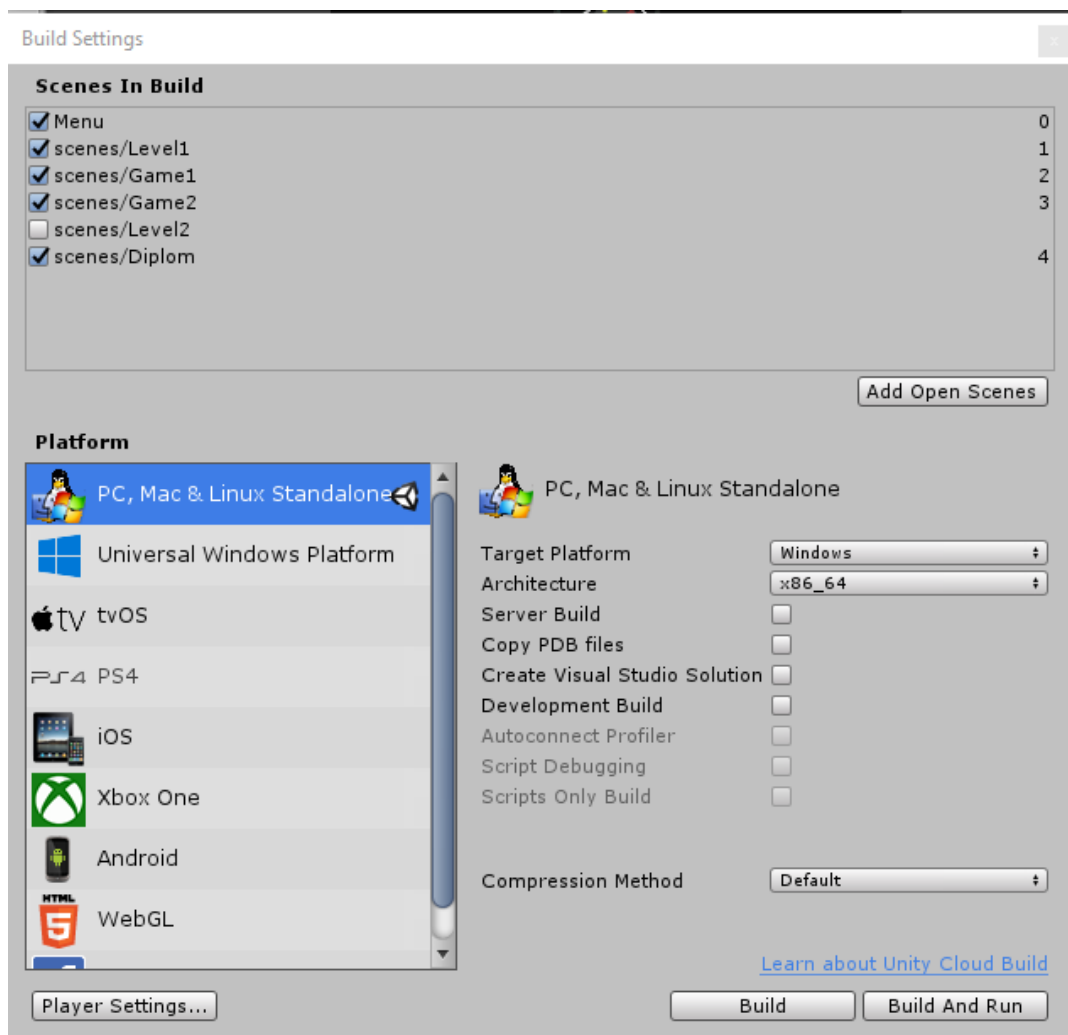 Build Settings
x
Scenes In Build
Menu 0
scenes/Level1 1
scenes/Game1 2
scenes/Game2 3
scenes/Level2
scenes/Diplom 4
Add Open Scenes
Platform
PC, Mac & Linux Standalone
Universal Windows Platform
tv tvOS
PS4 PS4
iOS
Xbox One
Android
HTML
5 WebGL
PC, Mac & Linux Standalone
Target Platform Windows
Architecture x86_64
Server Build
Copy PDB files
Create Visual Studio Solution
Development Build
Autoconnect Profiler
Script Debugging
Scripts Only Build
Compression Method Default
Learn about Unity Cloud Build
Player Settings... Build Build And Run